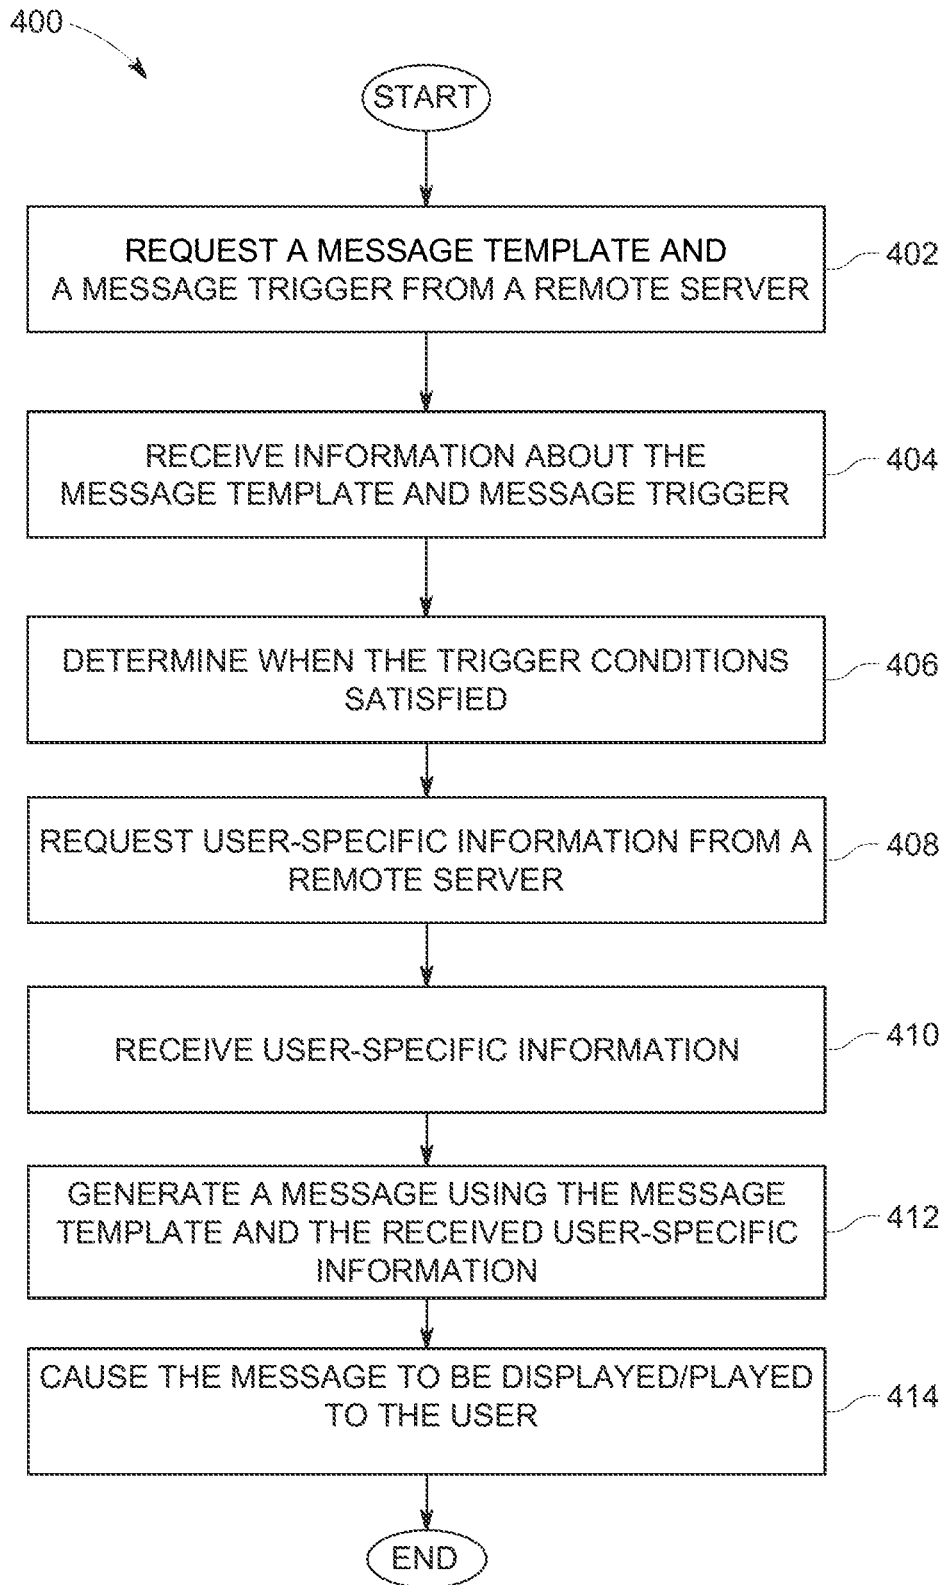 400
START
REQUEST A MESSAGE TEMPLATE AND
A MESSAGE TRIGGER FROM A REMOTE SERVER
402
RECEIVE INFORMATION ABOUT THE
MESSAGE TEMPLATE AND MESSAGE TRIGGER
404
DETERMINE WHEN THE TRIGGER CONDITIONS
SATISFIED
406
REQUEST USER-SPECIFIC INFORMATION FROM A
REMOTE SERVER
408
RECEIVE USER-SPECIFIC INFORMATION
410
GENERATE A MESSAGE USING THE MESSAGE
TEMPLATE AND THE RECEIVED USER-SPECIFIC
INFORMATION
412
CAUSE THE MESSAGE TO BE DISPLAYED/PLAYED
TO THE USER
414
END